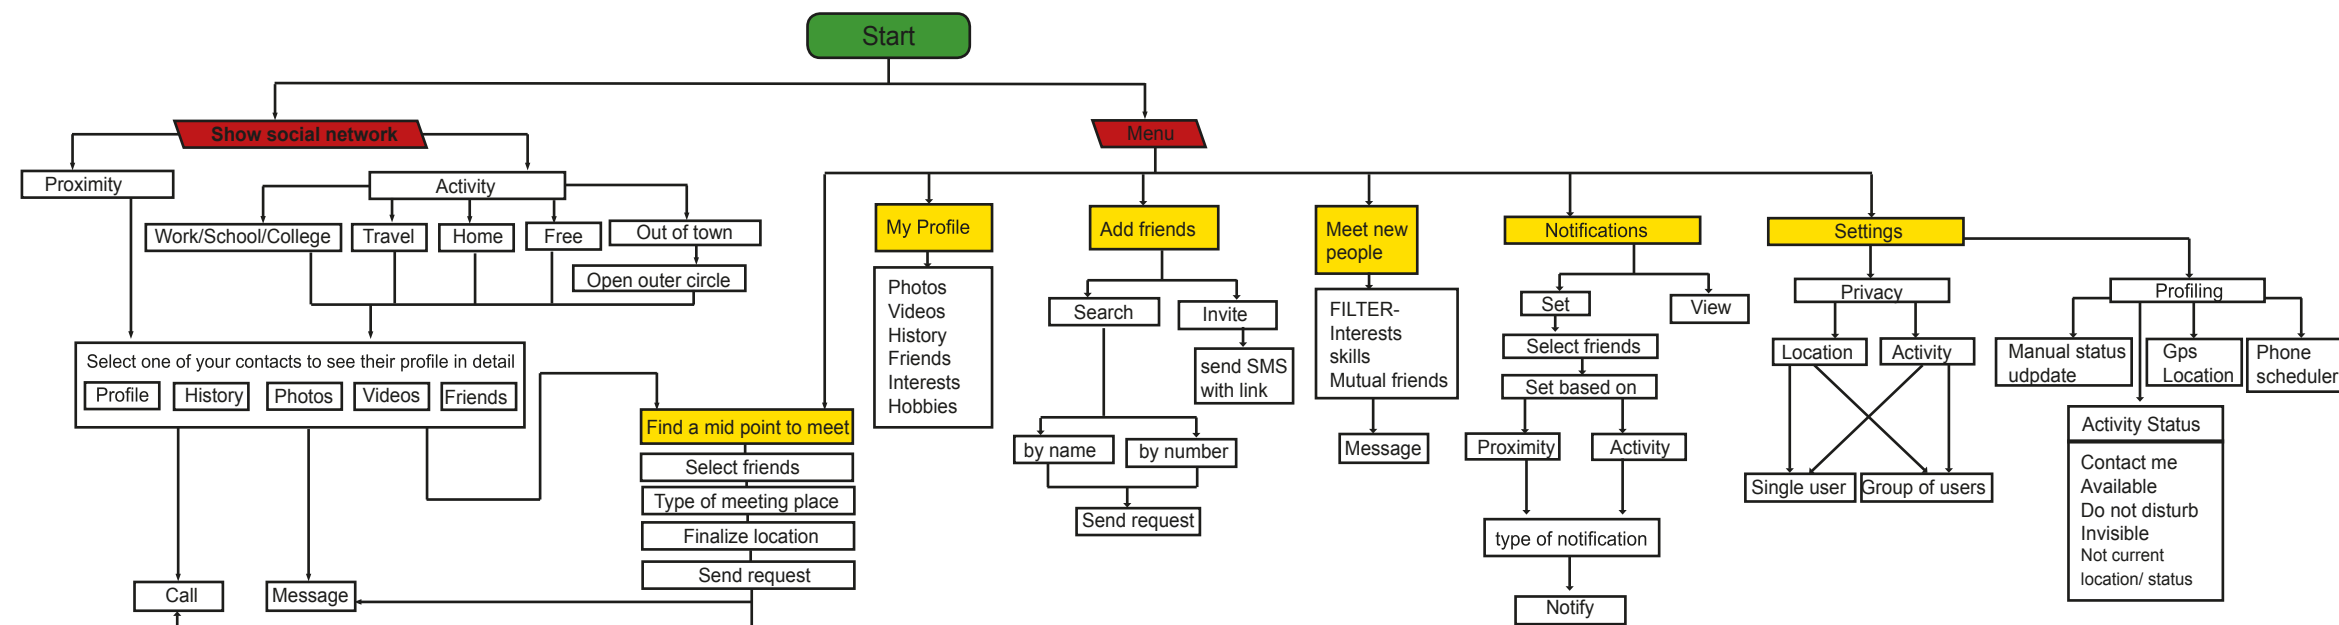 Start
Show social network
Menu
Proximity
Activity
Work/School/College
Travel
Home
Free
Out of town
Open outer circle
Select one of your contacts to see their profile in detail
Profile
History
Photos
Videos
Friends
Call
Message
Find a mid point to meet
Select friends
Type of meeting place
Finalize location
Send request
My Profile
Photos
Videos
History
Friends
Interests
Hobbies
Add friends
Search
Invite
send SMS
with link
by name
by number
Send request
Meet new
people
FILTER-
Interests
skills
Mutual friends
Message
Notifications
Set
View
Select friends
Set based on
Proximity
Activity
type of notification
Notify
Settings
Privacy
Location
Activity
Single user
Group of users
Profiling
Manual status
udpdate
Gps
Location
Phone
scheduler
Activity Status
Contact me
Available
Do not disturb
Invisible
Not current
location/ status